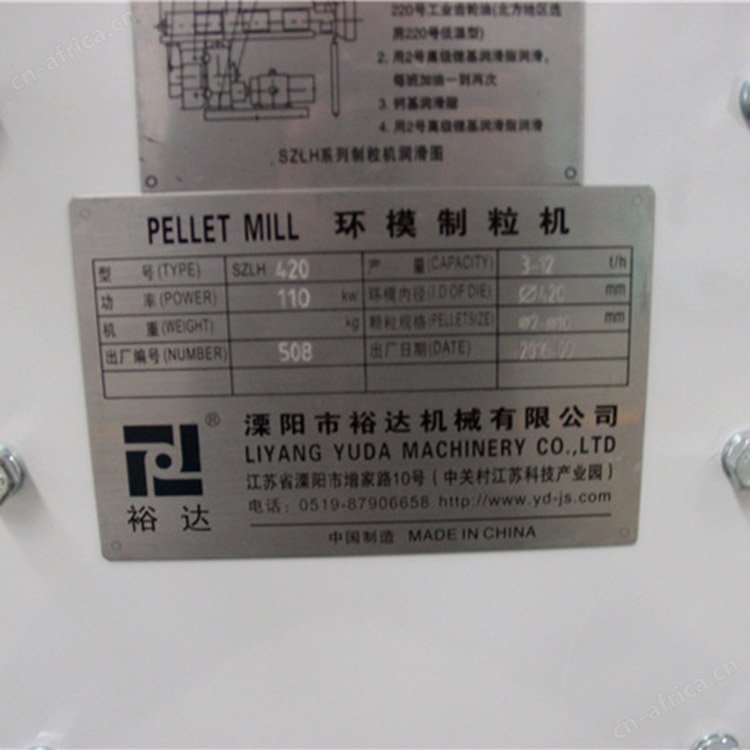 220号工业齿轮油(北方地区选
用220号低温型)
2. 用2号高级锂基润滑脂润滑,
每班加油一到两次
3. 钙基润滑脂
4. 用2号高级锂基润滑脂润滑
SZLH系列制粒机润滑图
PELLET MILL 环模制粒机
型 号(TYPE) SZLH 420 产 量(CAPACITY) 3-12 t/h
功 率(POWER) 110 kw 环模内径(I.D OF DIE) Ø420 mm
机 重(WEIGHT) kg 颗粒规格(PELLETSIZE) mm
出厂编号(NUMBER) 508 出厂日期(DATE)
®
溧阳市裕达机械有限公司
LIYANG YUDA MACHINERY CO.,LTD
江苏省溧阳市增家路10号(中关村江苏科技产业园)
电话: 0519-87906658 http://www.yd-js.com
裕达
中国制造 MADE IN CHINA
cn-africa.cn
cn-africa.cn